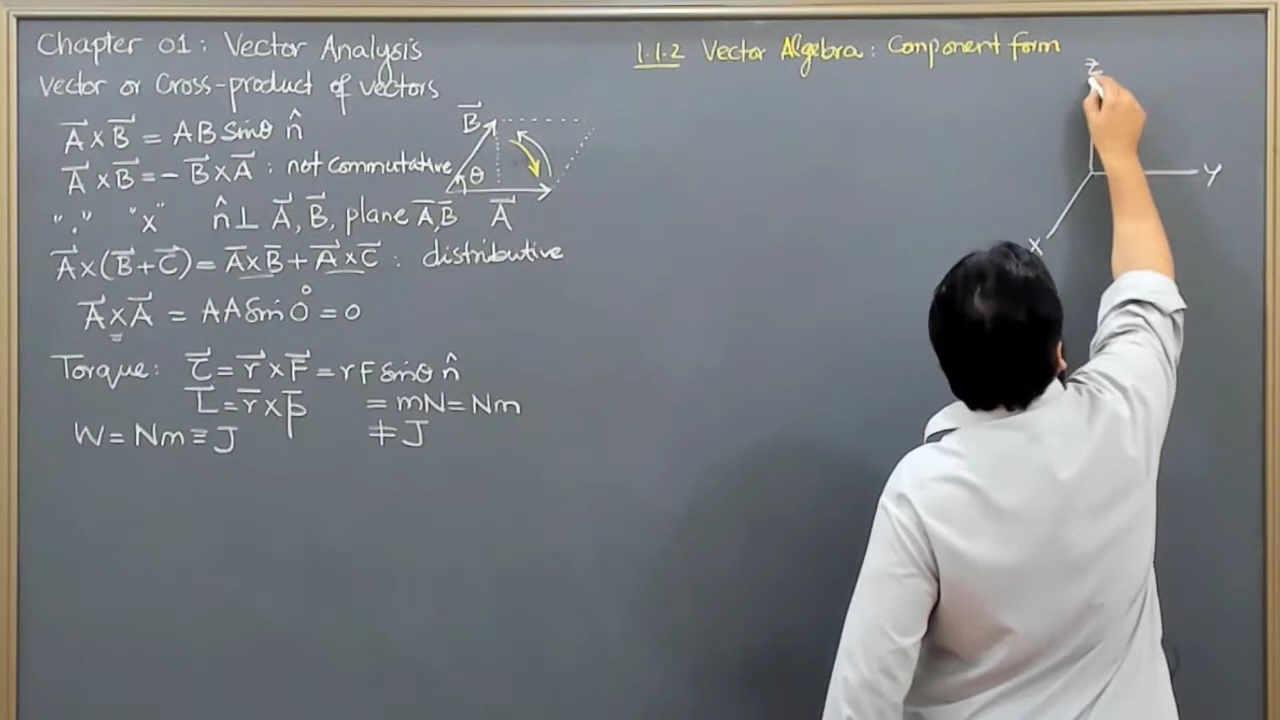 Chapter 01: Vector Analysis
Vector or Cross-product of vectors
A⃗ × B⃗ = AB sinθ n̂
A⃗ × B⃗ = - B⃗ × A⃗ : not commutative
"." "×" n̂ ⊥ A⃗, B⃗, plane A⃗,B⃗
A⃗ × (B⃗ + C⃗) = A⃗ × B⃗ + A⃗ × C⃗ : distributive
A⃗ × A⃗ = AA sin 0° = 0
Torque: τ⃗ = r⃗ × F⃗ = r F sinθ n̂
L⃗ = r⃗ × p⃗ = mN = Nm
W = Nm ≡ J ≠ J
B⃗
θ
A⃗
1.1.2 Vector Algebra: Component form
Z
Y
X